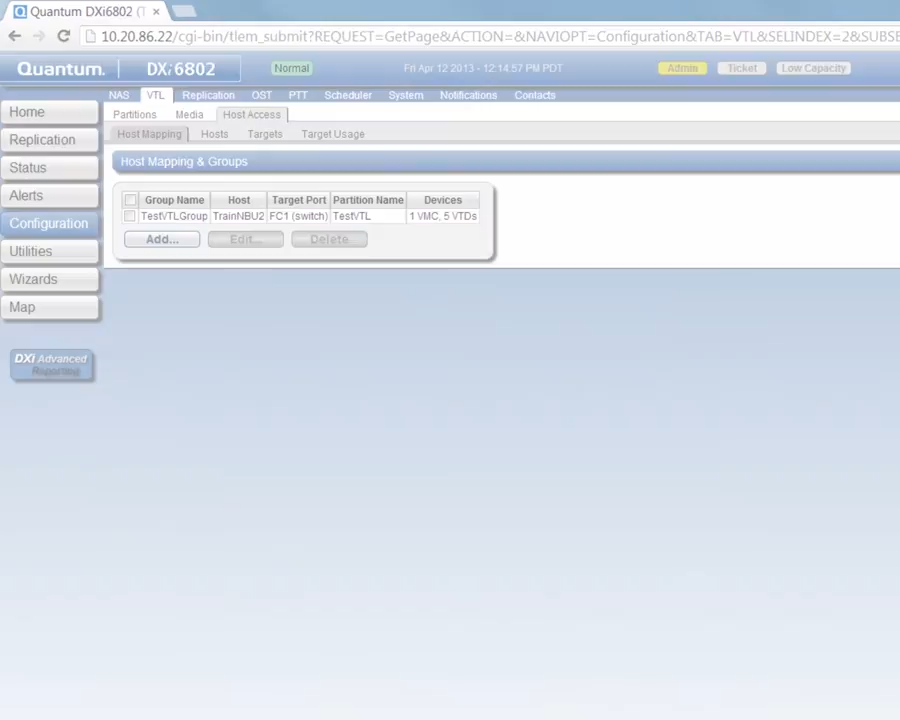 Quantum DXi6802 (T
10.20.86.22/cgi-bin/tlem_submit?REQUEST=GetPage&ACTION=&NAVIOPT=Configuration&TAB=VTL&SELINDEX=2&SUBSE
Quantum. DXi6802 Normal Fri Apr 12 2013 - 12:14:57 PM PDT Admin Ticket Low Capacity
NAS VTL Replication OST PTT Scheduler System Notifications Contacts
Home
Replication
Status
Alerts
Configuration
Utilities
Wizards
Map
DXi Advanced
Reporting
Partitions Media Host Access
Host Mapping Hosts Targets Target Usage
Host Mapping & Groups
Group Name Host Target Port Partition Name Devices
TestVTLGroup TrainNBU2 FC1 (switch) TestVTL 1 VMC, 5 VTDs
Add... Edit... Delete